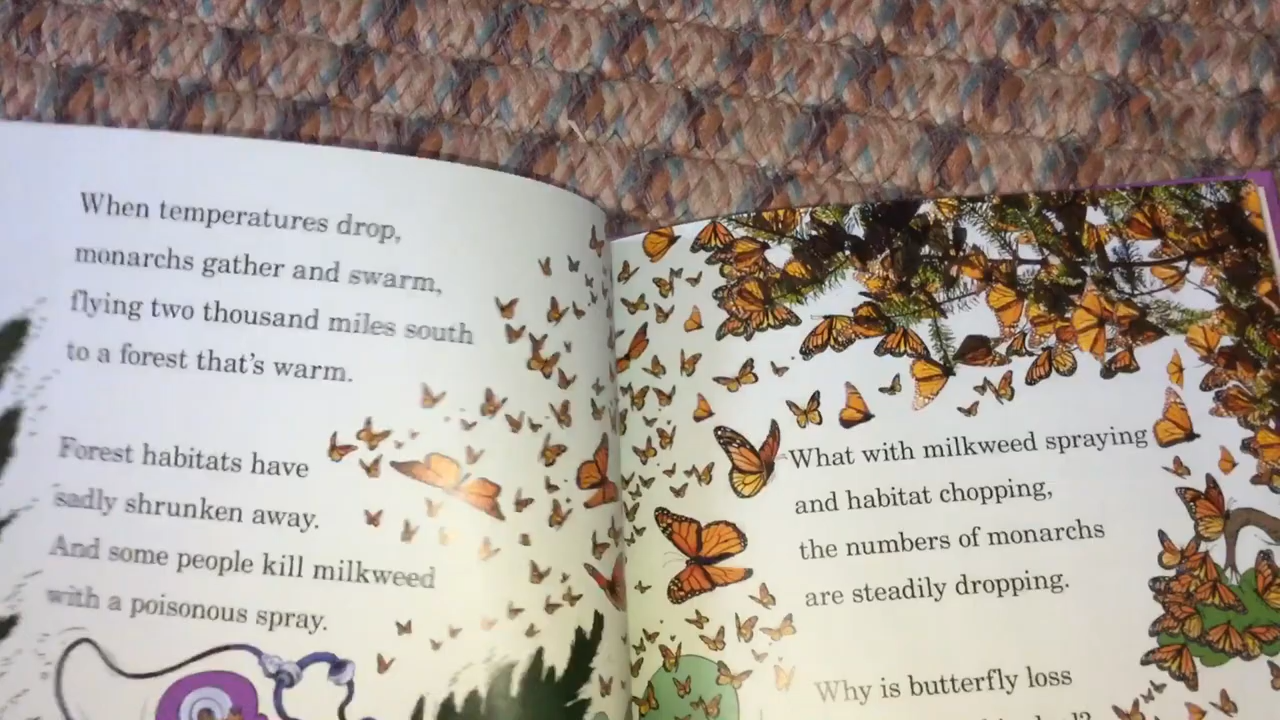 When temperatures drop,
monarchs gather and swarm,
flying two thousand miles south
to a forest that's warm.
Forest habitats have
sadly shrunken away.
And some people kill milkweed
with a poisonous spray.
What with milkweed spraying
and habitat chopping,
the numbers of monarchs
are steadily dropping.
Why is butterfly loss